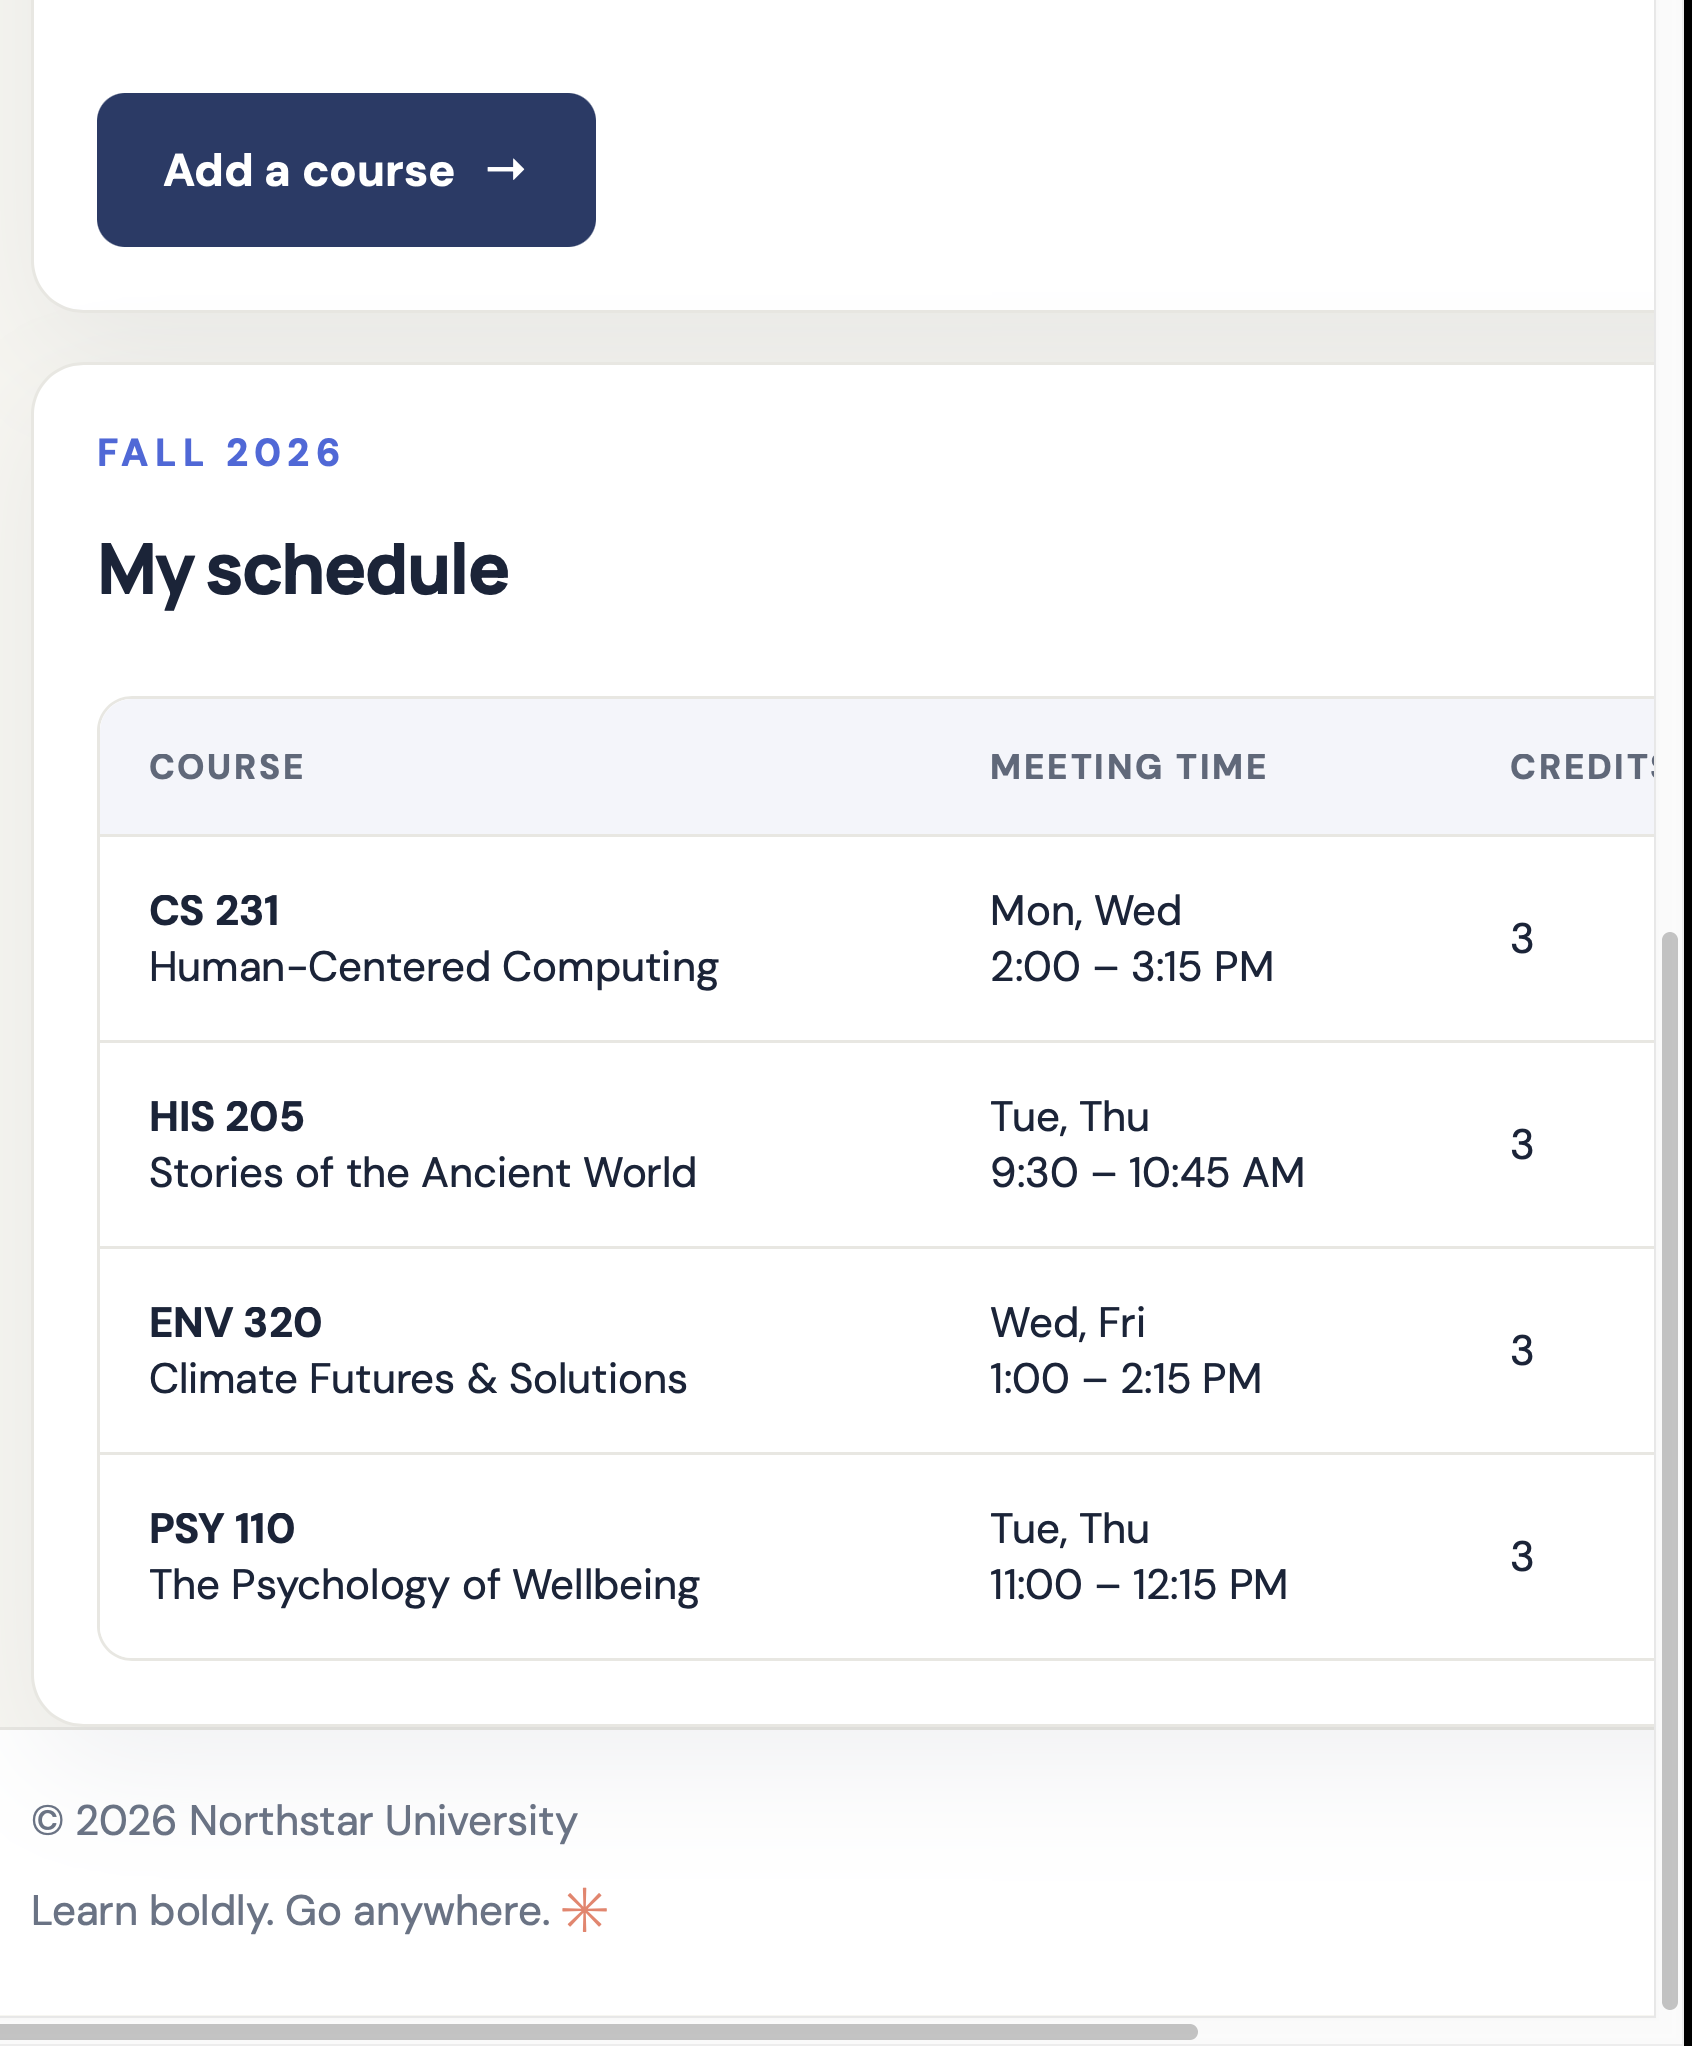 Add a course →
FALL 2026
My schedule
COURSE MEETING TIME CREDITS
CS 231
Human-Centered Computing
Mon, Wed
2:00 – 3:15 PM
3
HIS 205
Stories of the Ancient World
Tue, Thu
9:30 – 10:45 AM
3
ENV 320
Climate Futures & Solutions
Wed, Fri
1:00 – 2:15 PM
3
PSY 110
The Psychology of Wellbeing
Tue, Thu
11:00 – 12:15 PM
3
© 2026 Northstar University
Learn boldly. Go anywhere.